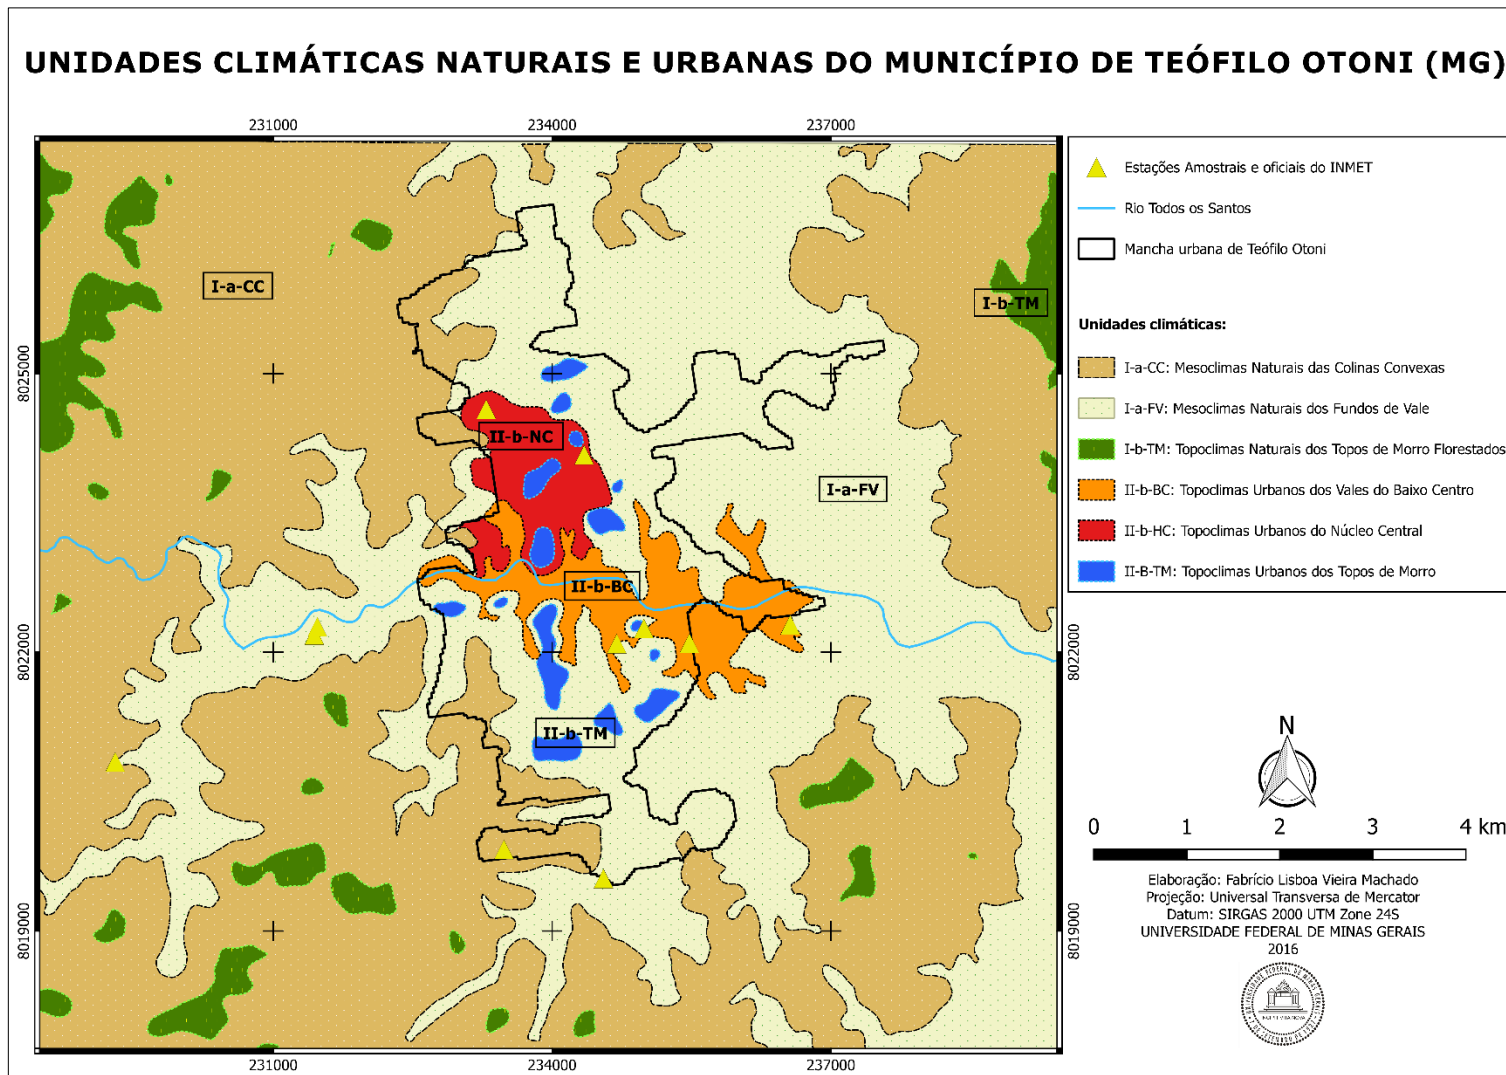 UNIDADES CLIMÁTICAS NATURAIS E URBANAS DO MUNICÍPIO DE TEÓFILO OTONI (MG)
231000
234000
237000
8025000
8022000
8019000
I-a-CC
I-b-TM
II-b-NC
I-a-FV
II-b-BC
II-b-TM
8025000
8022000
8019000
231000
234000
237000
Estações Amostrais e oficiais do INMET
Rio Todos os Santos
Mancha urbana de Teófilo Otoni
Unidades climáticas:
I-a-CC: Mesoclimas Naturais das Colinas Convexas
I-a-FV: Mesoclimas Naturais dos Fundos de Vale
I-b-TM: Topoclimas Naturais dos Topos de Morro Florestados
II-b-BC: Topoclimas Urbanos dos Vales do Baixo Centro
II-b-HC: Topoclimas Urbanos do Núcleo Central
II-B-TM: Topoclimas Urbanos dos Topos de Morro
N
0 1 2 3 4 km
Elaboração: Fabrício Lisboa Vieira Machado
Projeção: Universal Transversa de Mercator
Datum: SIRGAS 2000 UTM Zone 24S
UNIVERSIDADE FEDERAL DE MINAS GERAIS
2016